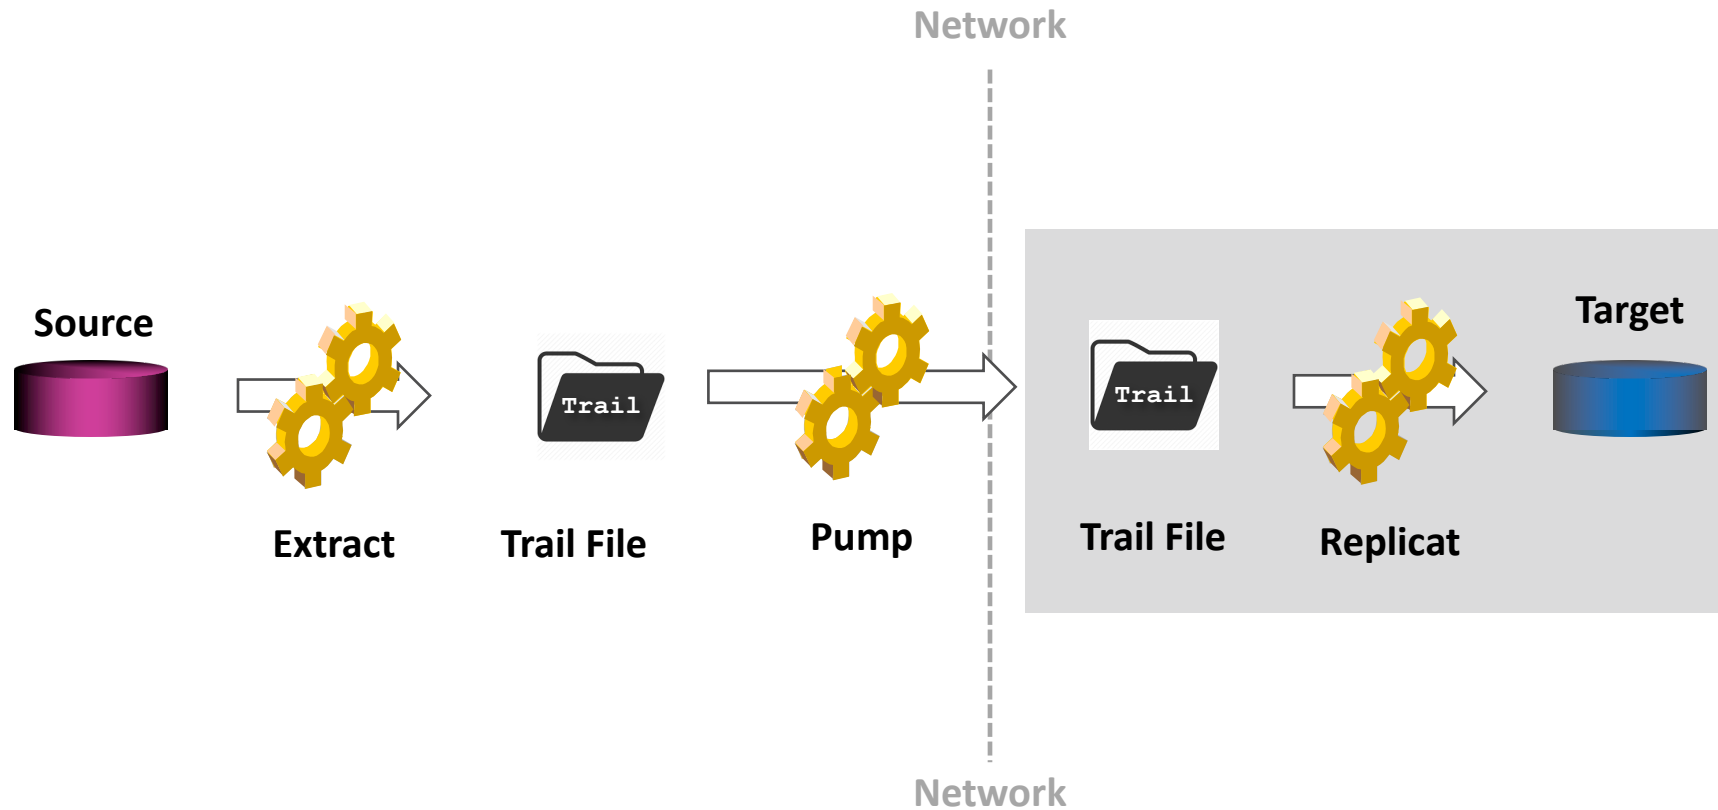 Network
Source
Target
Trail
Trail
Extract
Trail File
Pump
Trail File
Replicat
Network